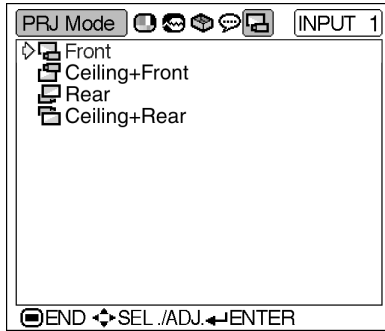 PRJ Mode INPUT 1
Front
Ceiling+Front
Rear
Ceiling+Rear
END SEL./ADJ. ENTER